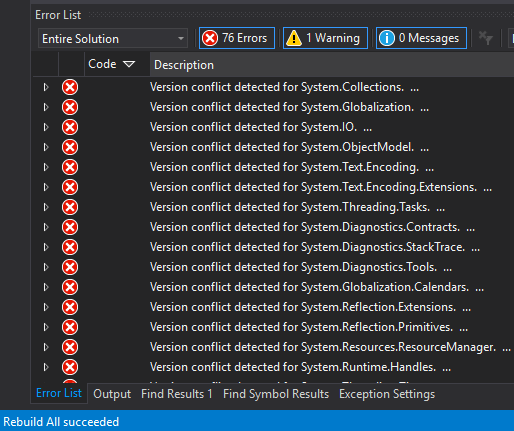 Error List
Entire Solution 76 Errors 1 Warning 0 Messages
Code Description
Version conflict detected for System.Collections. ...
Version conflict detected for System.Globalization. ...
Version conflict detected for System.IO. ...
Version conflict detected for System.ObjectModel. ...
Version conflict detected for System.Text.Encoding. ...
Version conflict detected for System.Text.Encoding.Extensions. ...
Version conflict detected for System.Threading.Tasks. ...
Version conflict detected for System.Diagnostics.Contracts. ...
Version conflict detected for System.Diagnostics.StackTrace. ...
Version conflict detected for System.Diagnostics.Tools. ...
Version conflict detected for System.Globalization.Calendars. ...
Version conflict detected for System.Reflection.Extensions. ...
Version conflict detected for System.Reflection.Primitives. ...
Version conflict detected for System.Resources.ResourceManager. ...
Version conflict detected for System.Runtime.Handles. ...
Error List Output Find Results 1 Find Symbol Results Exception Settings
Rebuild All succeeded